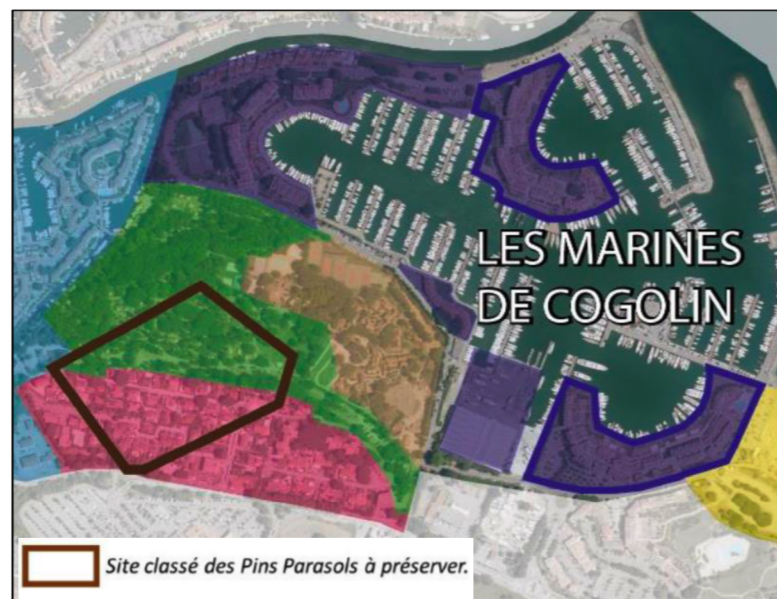 LES MARINES
DE COGOLIN
Site classé des Pins Parasols à préserver.